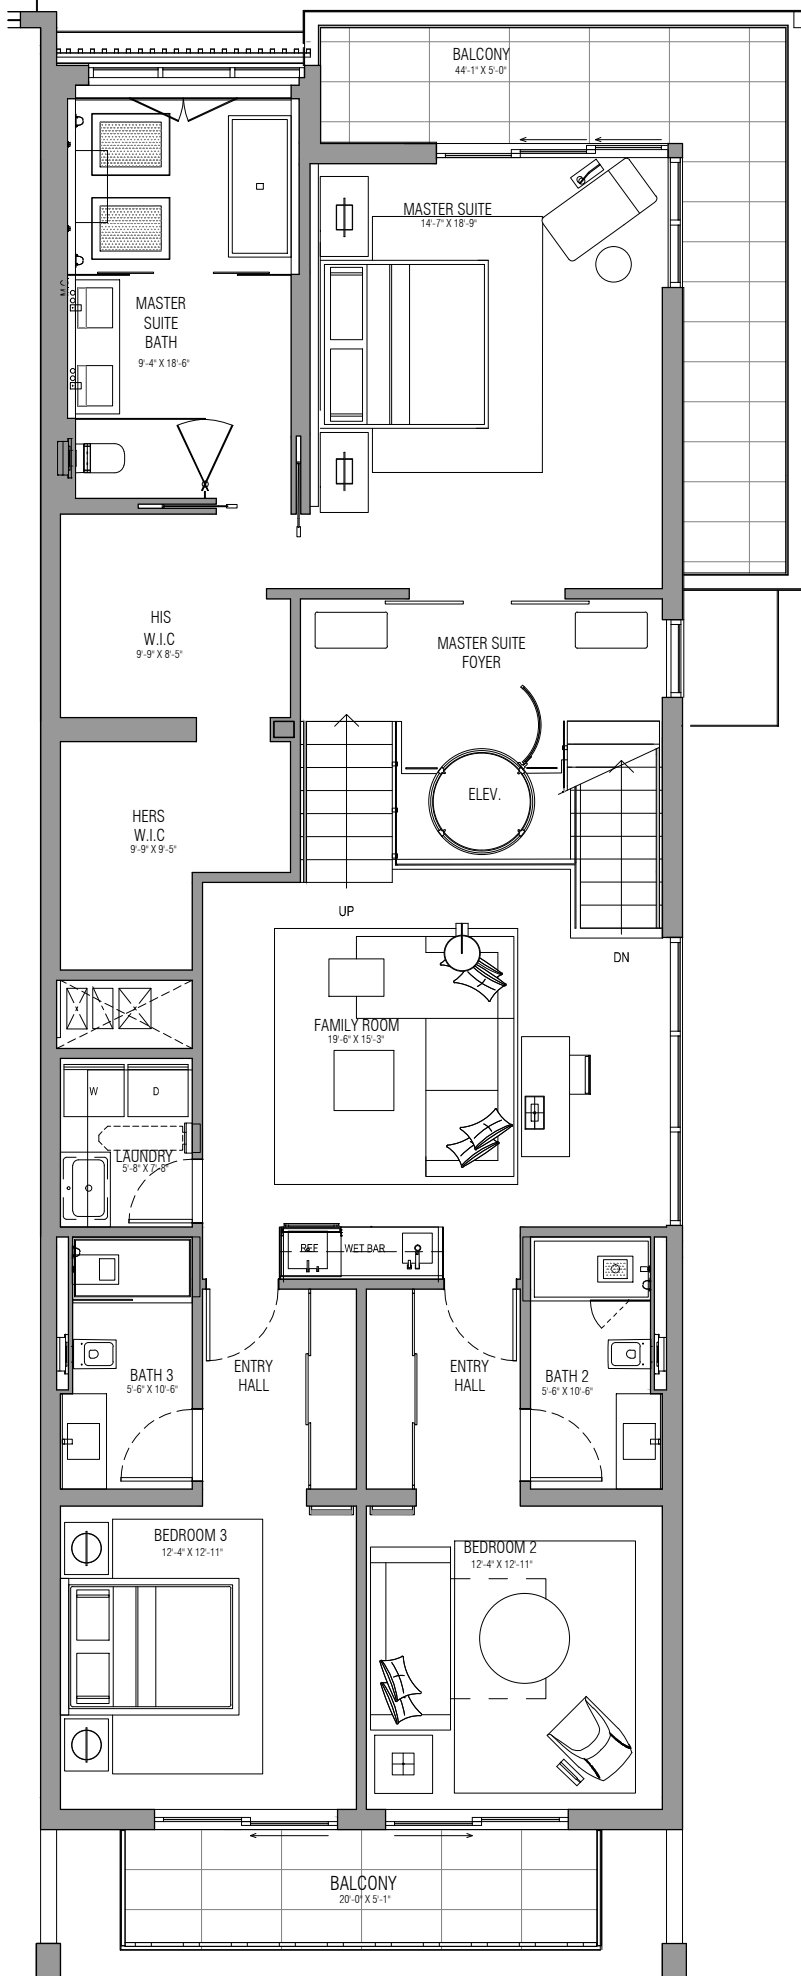 BALCONY
44'-1" X 5'-0"
MASTER SUITE
14'-7" X 18'-9"
M.C.
MASTER
SUITE
BATH
9'-4" X 18'-6"
HIS
W.I.C
9'-9" X 8'-5"
MASTER SUITE
FOYER
ELEV.
HERS
W.I.C
9'-9" X 9'-5"
UP
DN
FAMILY ROOM
19'-6" X 15'-3"
W
D
LAUNDRY
5'-8" X 7'-8"
REF
WET BAR
ENTRY
HALL
ENTRY
HALL
BATH 3
5'-6" X 10'-6"
BATH 2
5'-6" X 10'-6"
BEDROOM 3
12'-4" X 12'-11"
BEDROOM 2
12'-4" X 12'-11"
BALCONY
20'-0" X 5'-1"